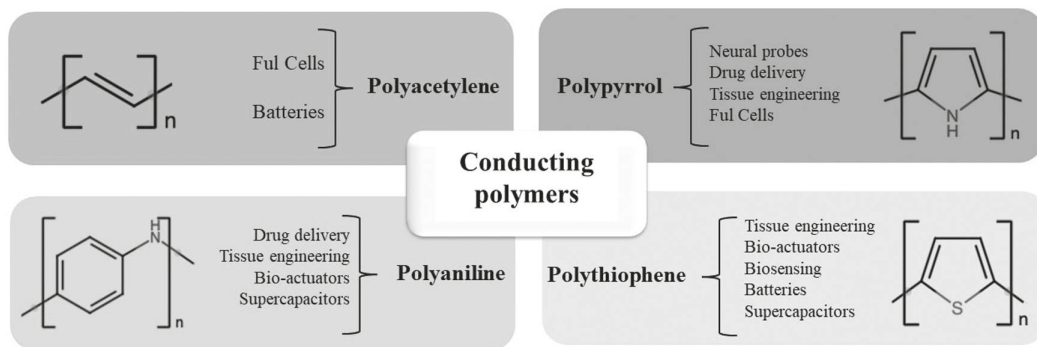 Ful Cells
Batteries
Polyacetylene
n
Polypyrrol
Neural probes
Drug delivery
Tissue engineering
Ful Cells
N
H
n
Conducting
polymers
H
N
n
Drug delivery
Tissue engineering
Bio-actuators
Supercapacitors
Polyaniline
Polythiophene
Tissue engineering
Bio-actuators
Biosensing
Batteries
Supercapacitors
S
n